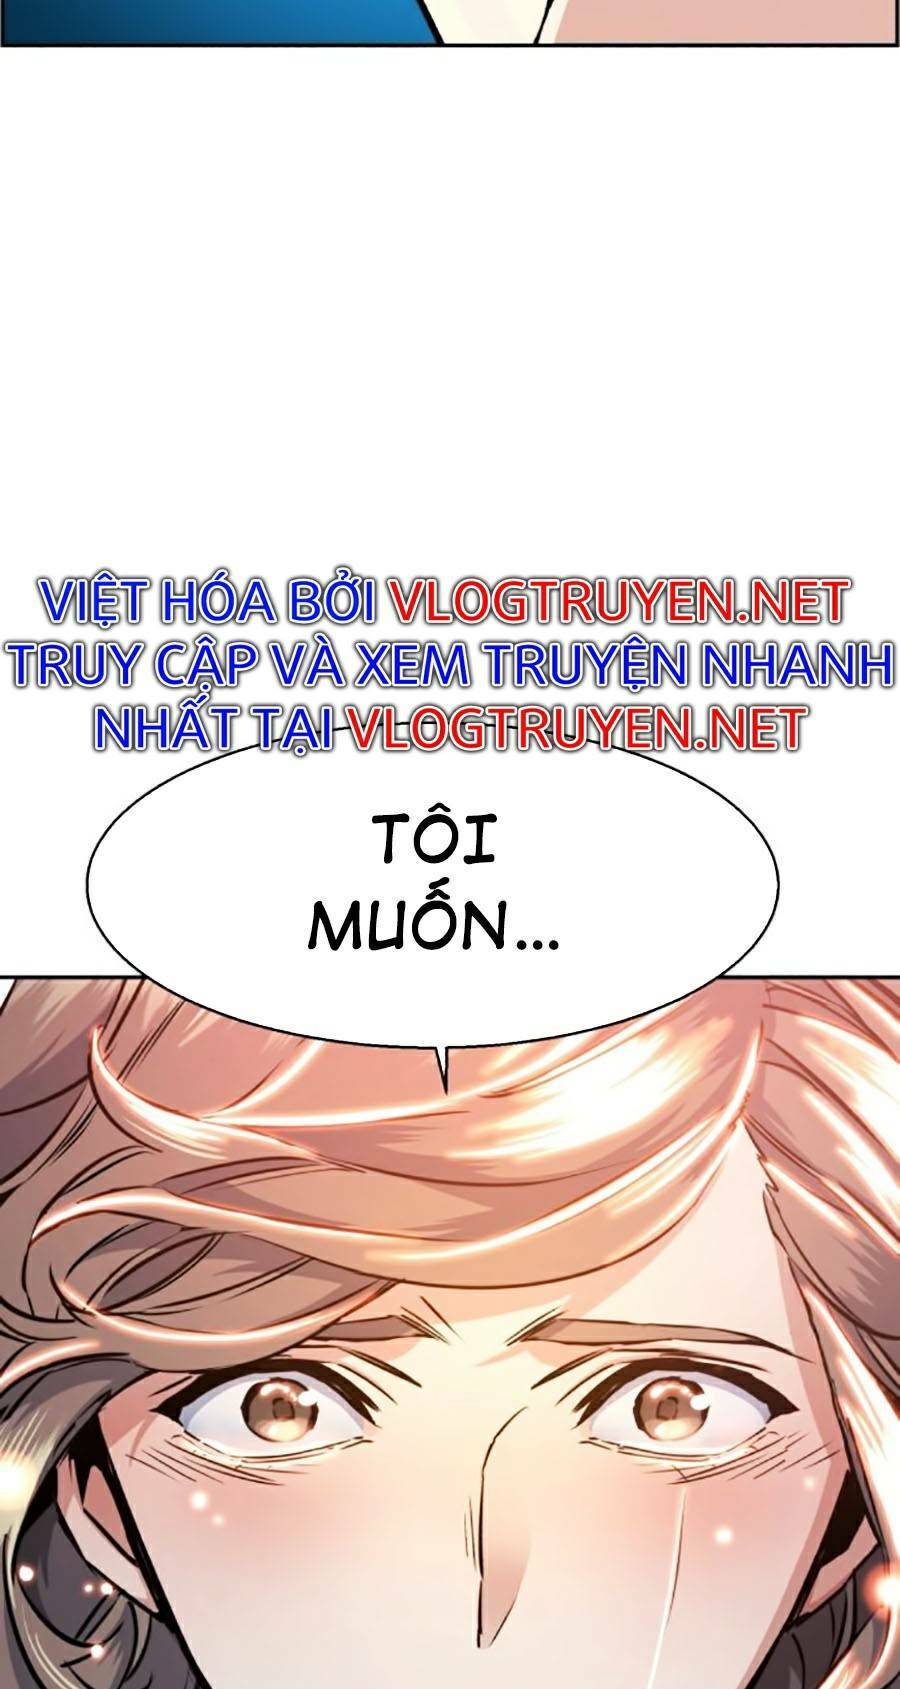 VIỆT HÓA BỞI VLOGTRUYEN.NET
TRUY CẬP VÀ XEM TRUYỆN NHANH
NHẤT TẠI VLOGTRUYEN.NET
TÔI
MUỐN...